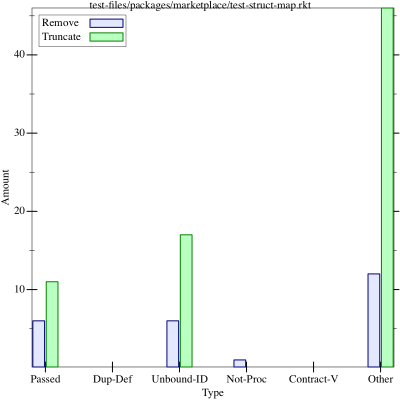 test-files/packages/marketplace/test-struct-map.rkt
Remove
Truncate
40
30
20
10
Amount
Passed Dup-Def Unbound-ID Not-Proc Contract-V Other
Type